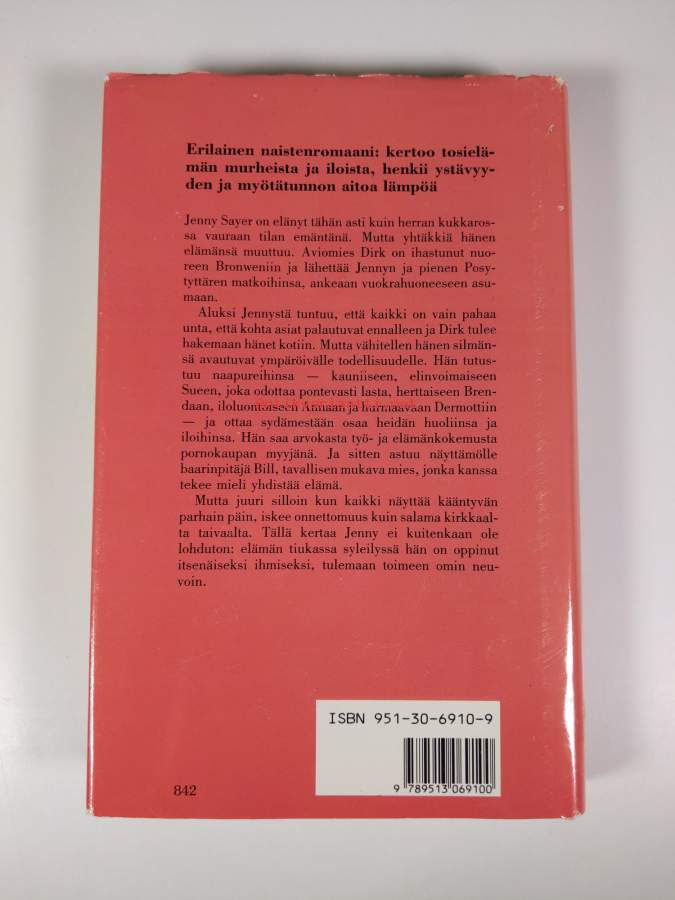 Erilainen naistenromaani: kertoo tosielä-
män murheista ja iloista, henkii ystävyy-
den ja myötätunnon aitoa lämpöä
Jenny Sayer on elänyt tähän asti kuin herran kukkaros-
sa vauraan tilan emäntänä. Mutta yhtäkkiä hänen
elämänsä muuttuu. Aviomies Dirk on ihastunut nuo-
reen Bronweniin ja lähettää Jennyn ja pienen Posy-
tyttären matkoihinsa, ankeaan vuokrahuoneeseen asu-
maan.
Aluksi Jennystä tuntuu, että kaikki on vain pahaa
unta, että kohta asiat palautuvat ennalleen ja Dirk tulee
hakemaan hänet kotiin. Mutta vähitellen hänen silmän-
sä avautuvat ympäröivälle todellisuudelle. Hän tutus-
tuu naapureihinsa — kauniiseen, elinvoimaiseen
Sueen, joka odottaa pontevasti lasta, herttaiseen Bren-
daan, iloluontoiseen Annaan ja hurmaavaan Dermottiin
— ja ottaa sydämestään osaa heidän huoliinsa ja
iloihinsa. Hän saa arvokasta työ- ja elämänkokemusta
pornokaupan myyjänä. Ja sitten astuu näyttämölle
baarinpitäjä Bill, tavallisen mukava mies, jonka kanssa
tekee mieli yhdistää elämä.
Mutta juuri silloin kun kaikki näyttää kääntyvän
parhain päin, iskee onnettomuus kuin salama kirkkaal-
ta taivaalta. Tällä kertaa Jenny ei kuitenkaan ole
lohduton: elämän tiukassa syleilyssä hän on oppinut
itsenäiseksi ihmiseksi, tulemaan toimeen omin neu-
voin.
ISBN 951-30-6910-9
9 789513 069100
842